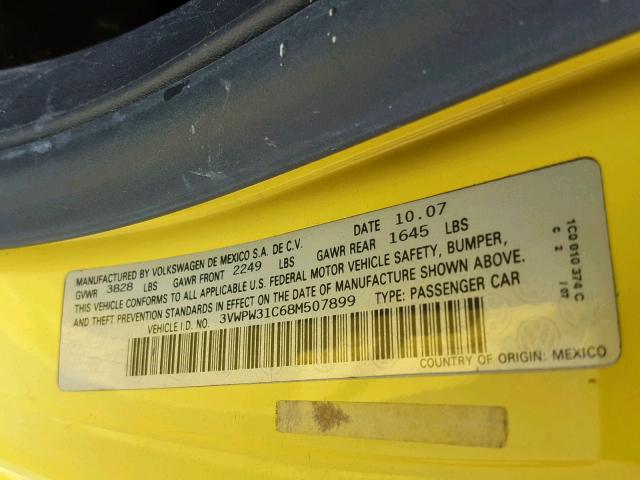 MANUFACTURED BY VOLKSWAGEN DE MEXICO S.A. DE C.V. DATE 10.07
GVWR 3828 LBS GAWR FRONT 2249 LBS GAWR REAR 1645 LBS
THIS VEHICLE CONFORMS TO ALL APPLICABLE U.S. FEDERAL MOTOR VEHICLE SAFETY, BUMPER,
AND THEFT PREVENTION STANDARDS IN EFFECT ON THE DATE OF MANUFACTURE SHOWN ABOVE.
VEHICLE I.D. NO. 3VWPW31C68M507899 TYPE: PASSENGER CAR
COUNTRY OF ORIGIN: MEXICO
1C0 010 374 C
C 2 1 07